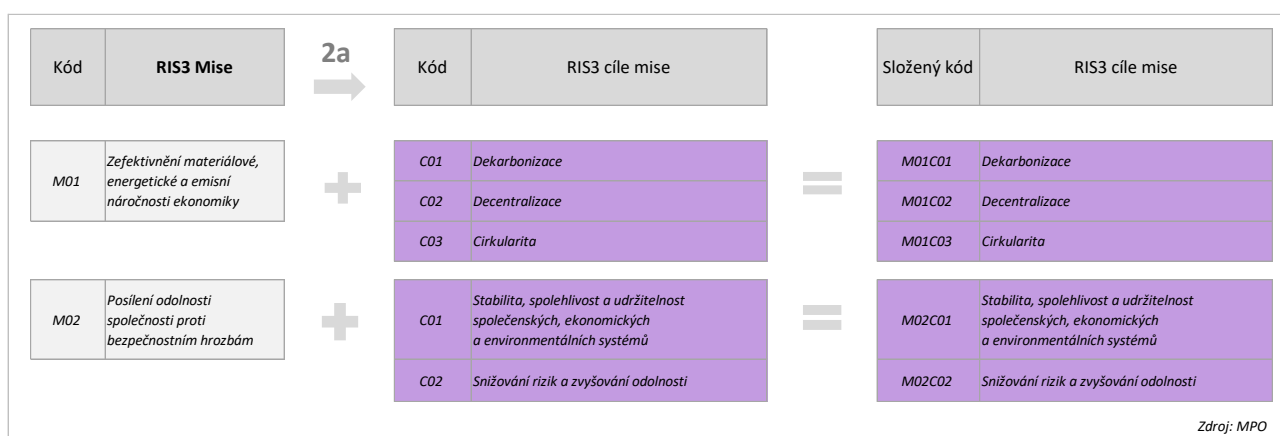 Kód RIS3 Mise 2a Kód RIS3 cíle mise Složený kód RIS3 cíle mise
M01
Zefektivnění materiálové,
energetické a emisní
náročnosti ekonomiky
+
C01 Dekarbonizace
C02 Decentralizace
C03 Cirkularita
=
M01C01 Dekarbonizace
M01C02 Decentralizace
M01C03 Cirkularita
M02
Posílení odolnosti
společnosti proti
bezpečnostním hrozbám
+
C01
Stabilita, spolehlivost a udržitelnost
společenských, ekonomických
a environmentálních systémů
C02 Snižování rizik a zvyšování odolnosti
=
M02C01
Stabilita, spolehlivost a udržitelnost
společenských, ekonomických
a environmentálních systémů
M02C02 Snižování rizik a zvyšování odolnosti
Zdroj: MPO